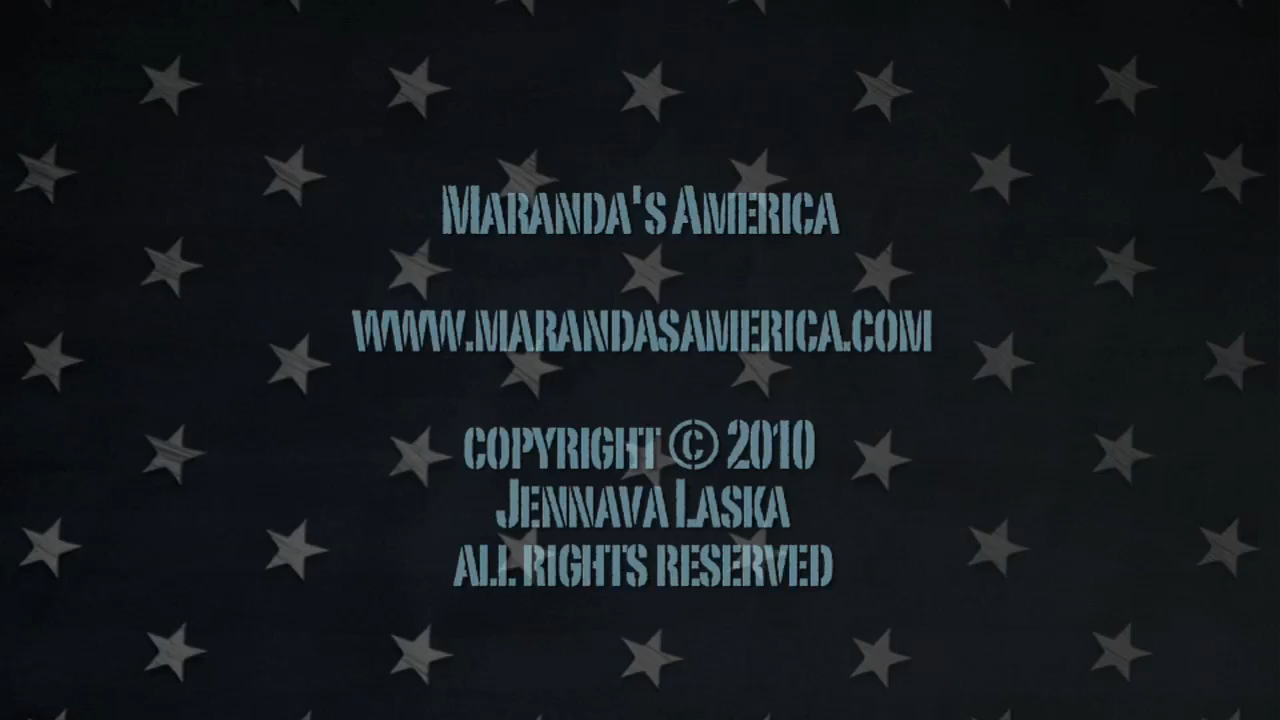 Maranda's America
www.marandasamerica.com
copyright © 2010
Jennava Laska
all rights reserved